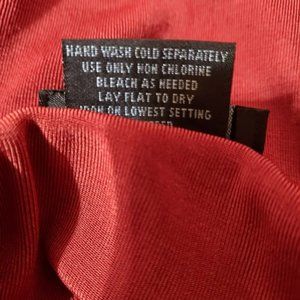 HAND WASH COLD SEPARATELY
USE ONLY NON CHLORINE
BLEACH AS NEEDED
LAY FLAT TO DRY
IRON ON LOWEST SETTING